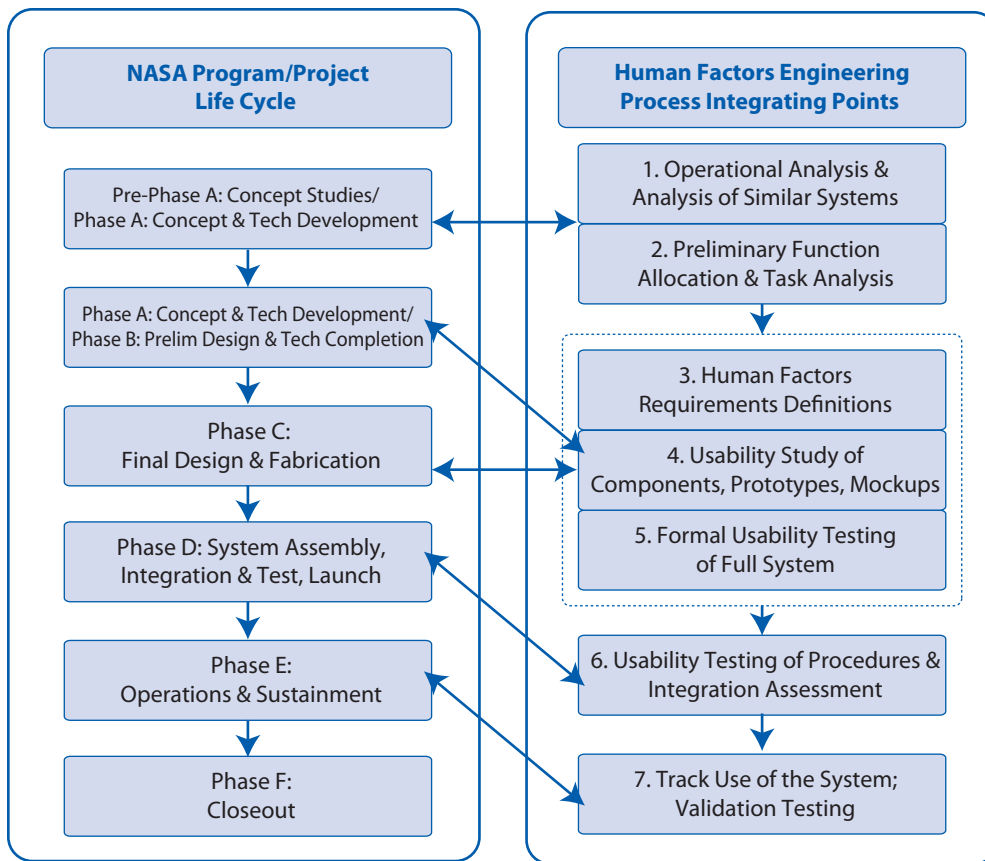 NASA Program/Project
Life Cycle
Pre-Phase A: Concept Studies/
Phase A: Concept & Tech Development
Phase A: Concept & Tech Development/
Phase B: Prelim Design & Tech Completion
Phase C:
Final Design & Fabrication
Phase D: System Assembly,
Integration & Test, Launch
Phase E:
Operations & Sustainment
Phase F:
Closeout
Human Factors Engineering
Process Integrating Points
1. Operational Analysis &
Analysis of Similar Systems
2. Preliminary Function
Allocation & Task Analysis
3. Human Factors
Requirements Definitions
4. Usability Study of
Components, Prototypes, Mockups
5. Formal Usability Testing
of Full System
6. Usability Testing of Procedures &
Integration Assessment
7. Track Use of the System;
Validation Testing